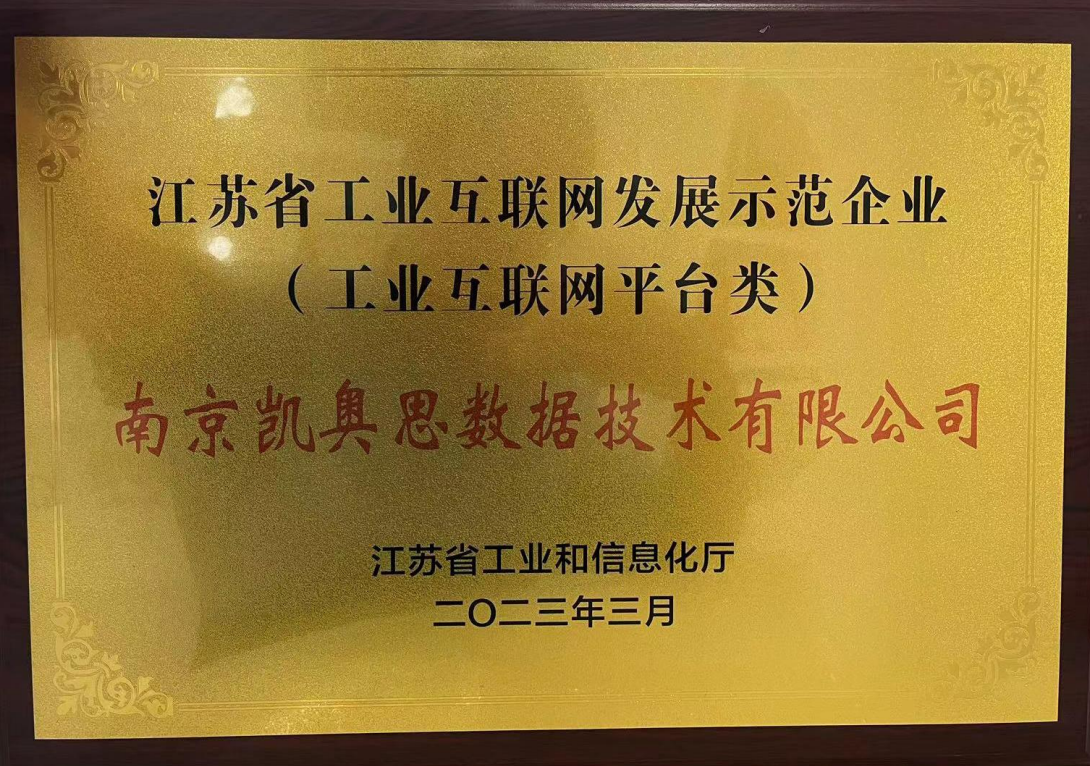 江苏省工业互联网发展示范企业
（工业互联网平台类）
南京凯奥思数据技术有限公司
江苏省工业和信息化厅
二〇二三年三月